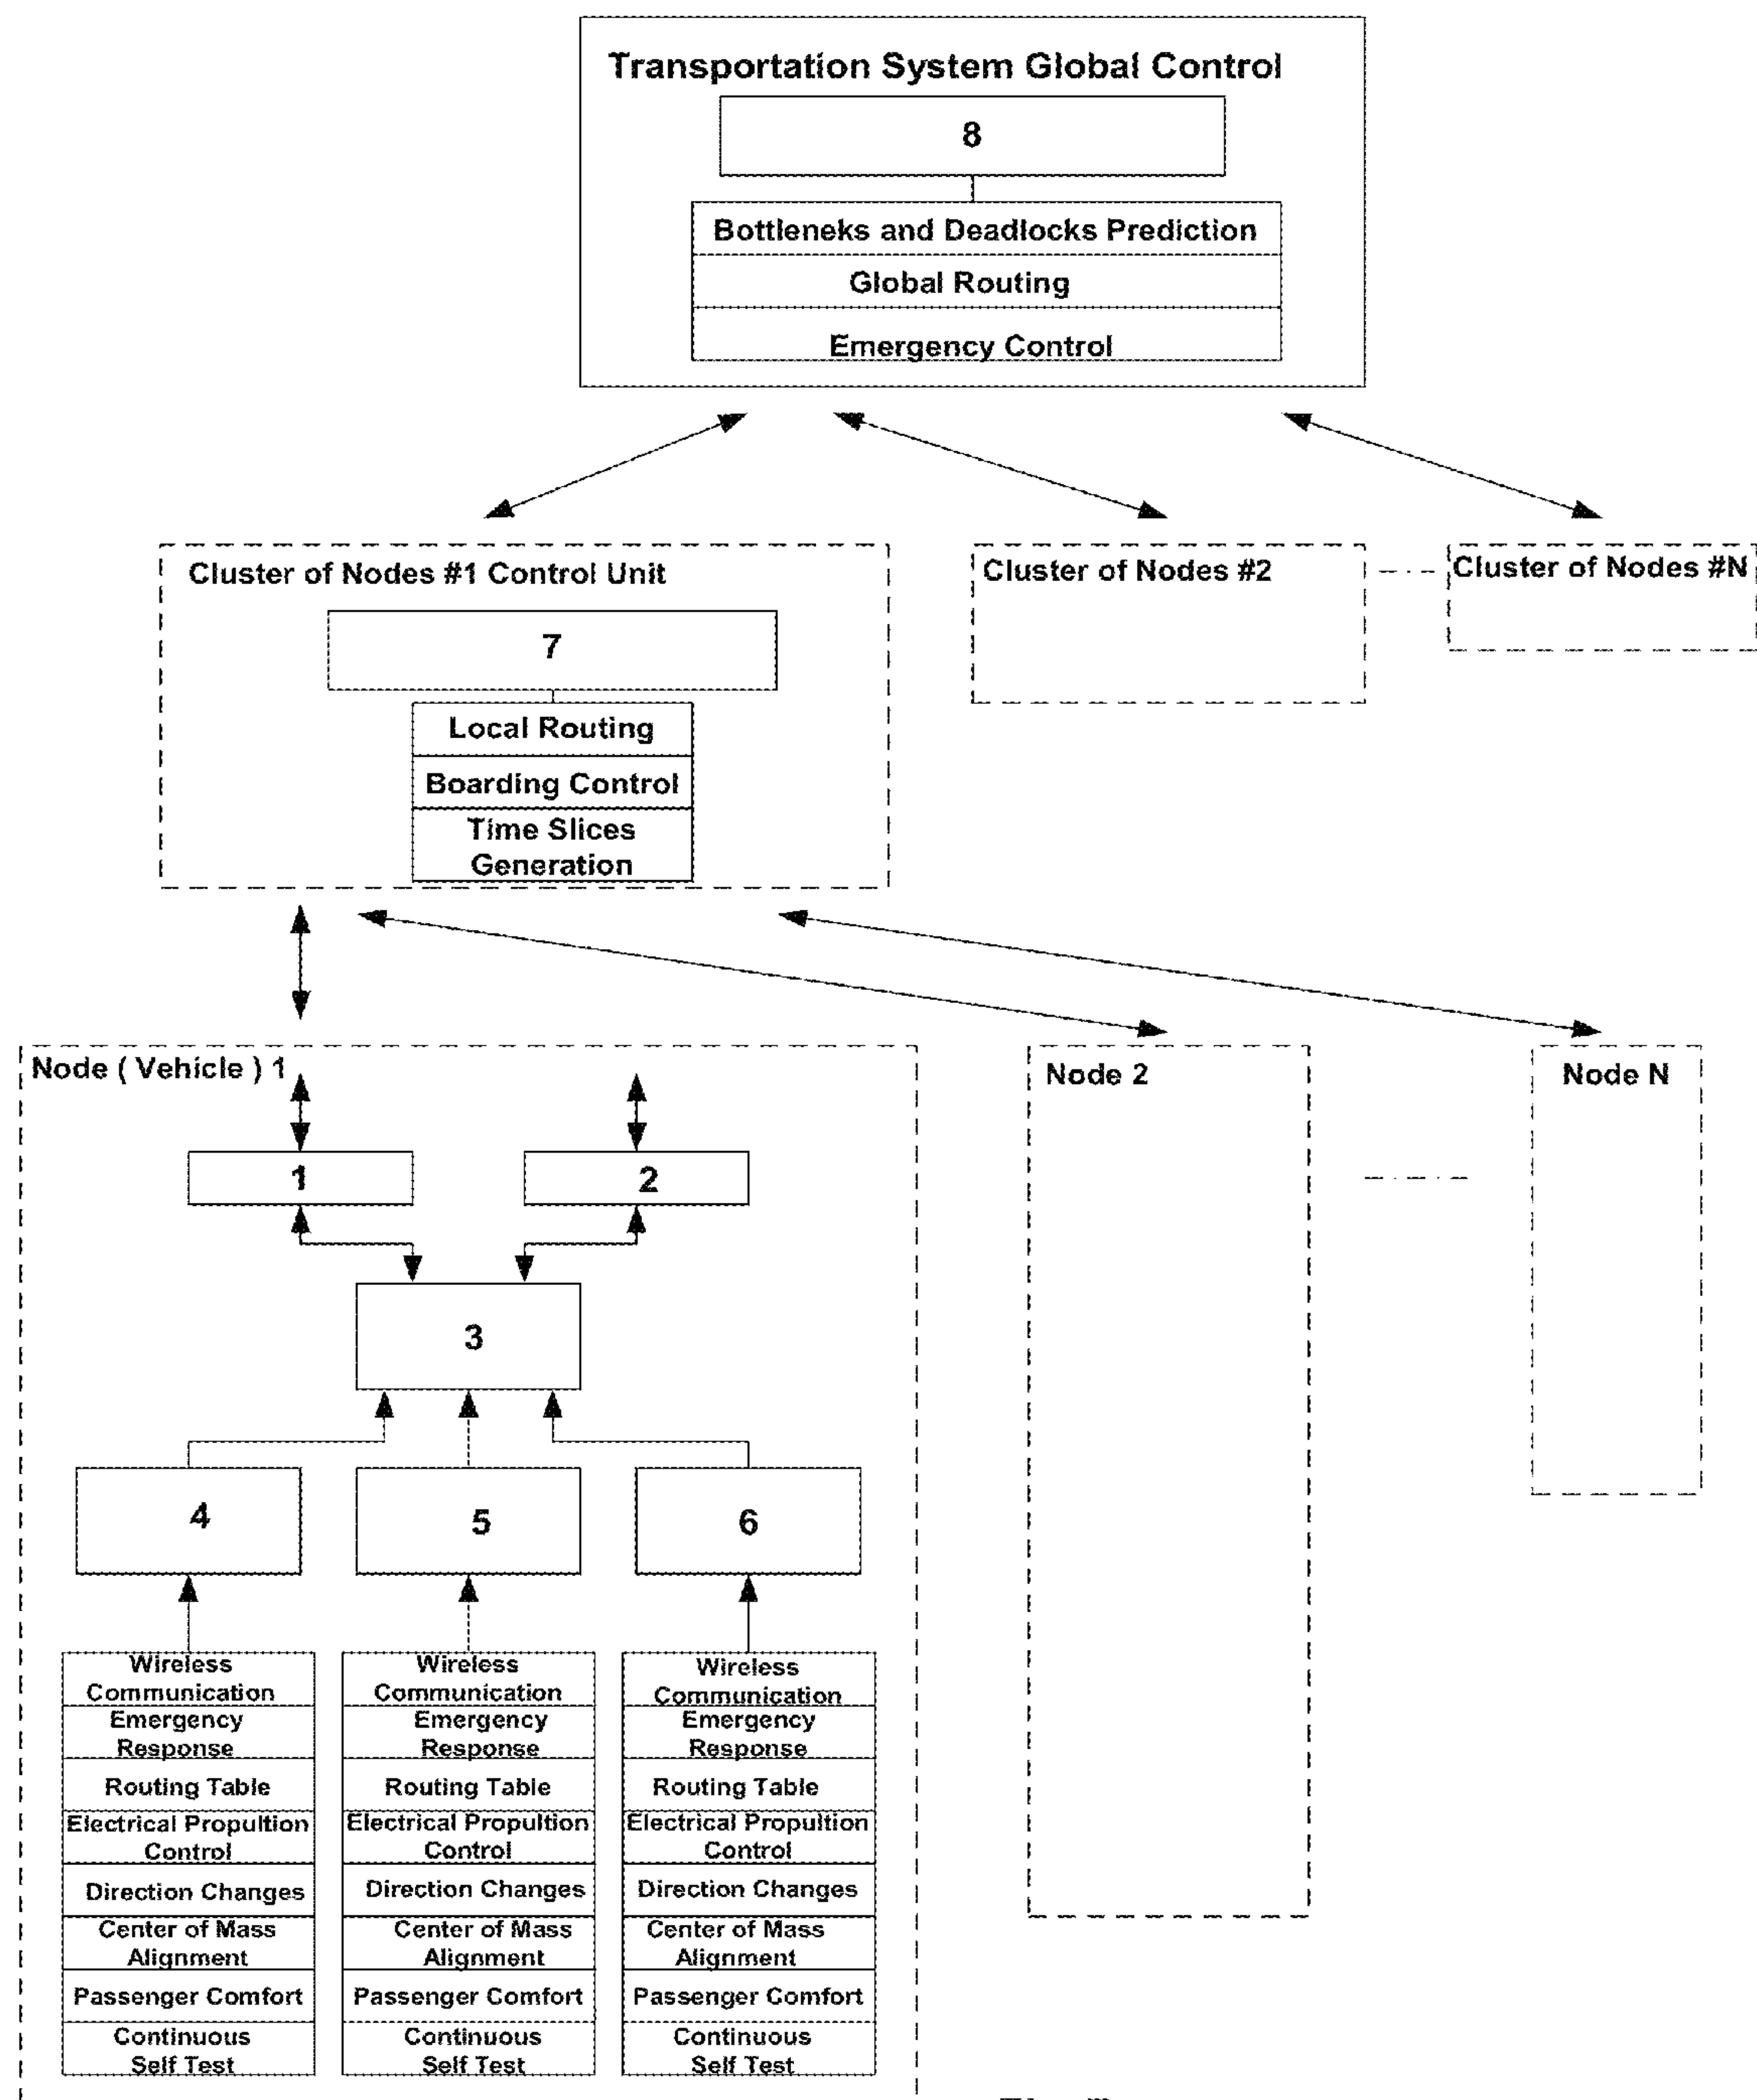 Transportation System Global Control
8
Bottleneks and Deadlocks Prediction
Global Routing
Emergency Control
Cluster of Nodes #1 Control Unit
7
Local Routing
Boarding Control
Time Slices
Generation
Cluster of Nodes #2
Cluster of Nodes #N
Node ( Vehicle ) 1
1
2
3
4
5
6
Wireless
Communication
Emergency
Response
Routing Table
Electrical Propultion
Control
Direction Changes
Center of Mass
Alignment
Passenger Comfort
Continuous
Self Test
Wireless
Communication
Emergency
Response
Routing Table
Electrical Propultion
Control
Direction Changes
Center of Mass
Alignment
Passenger Comfort
Continuous
Self Test
Wireless
Communication
Emergency
Response
Routing Table
Electrical Propultion
Control
Direction Changes
Center of Mass
Alignment
Passenger Comfort
Continuous
Self Test
Node 2
Node N